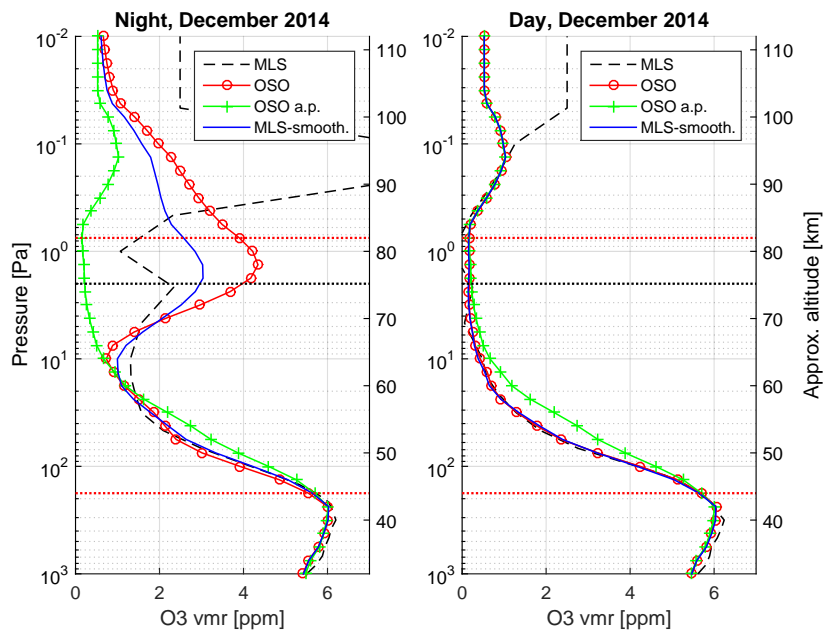 Night, December 2014
Pressure [Pa]
10-2
10-1
100
101
102
103
0 2 4 6
O3 vmr [ppm]
110
100
90
80
70
60
50
40
MLS
OSO
OSO a.p.
MLS-smooth.
Day, December 2014
10-2
10-1
100
101
102
103
0 2 4 6
O3 vmr [ppm]
110
100
90
80
70
60
50
40
Approx. altitude [km]
MLS
OSO
OSO a.p.
MLS-smooth.